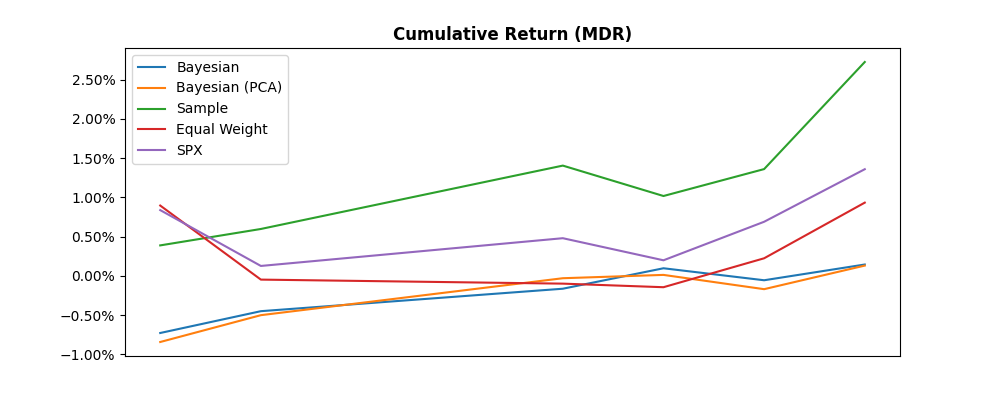 Cumulative Return (MDR)
Bayesian
Bayesian (PCA)
Sample
Equal Weight
SPX
2.50%
2.00%
1.50%
1.00%
0.50%
0.00%
−0.50%
−1.00%